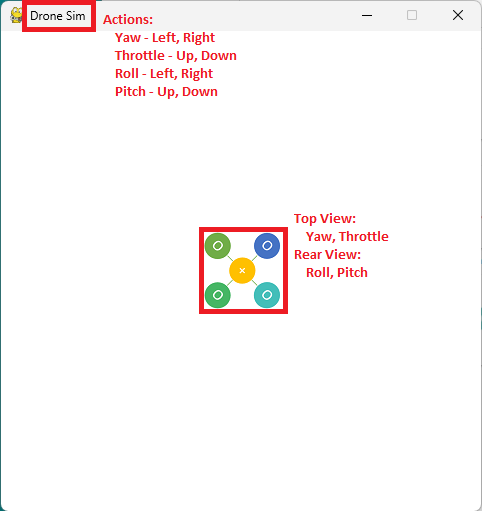 Drone Sim
Actions:
Yaw - Left, Right
Throttle - Up, Down
Roll - Left, Right
Pitch - Up, Down
Top View:
Yaw, Throttle
Rear View:
Roll, Pitch